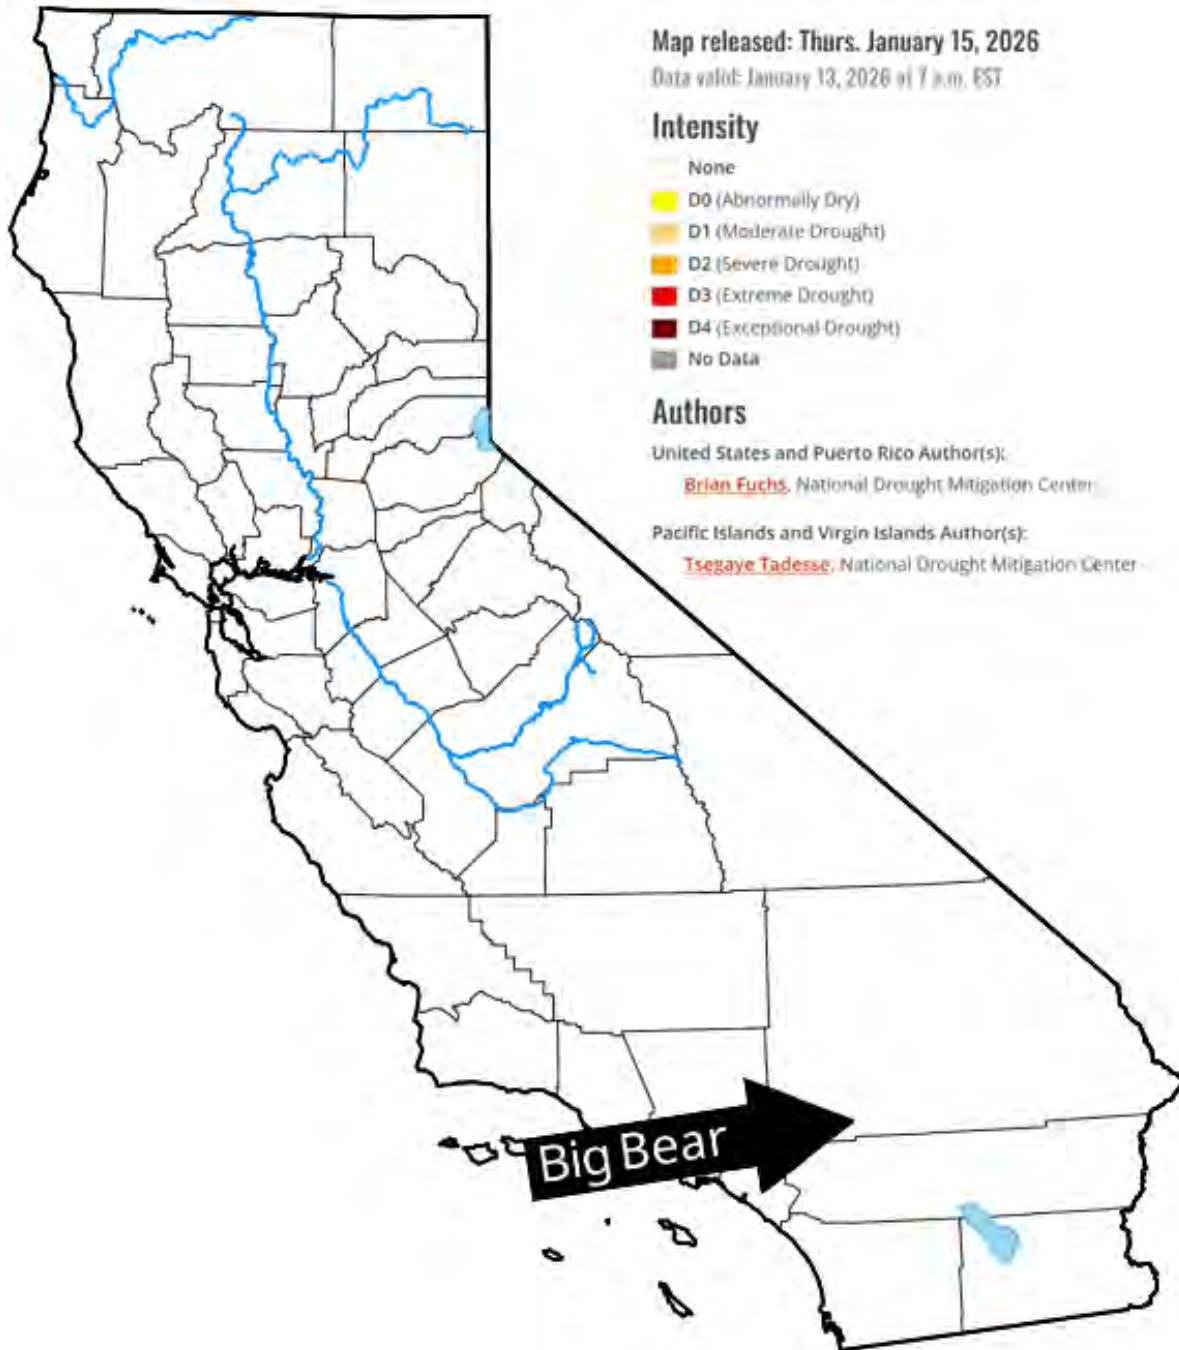 Map released: Thurs. January 15, 2026
Data valid: January 13, 2026 at 7 a.m. EST
Intensity
None
D0 (Abnormally Dry)
D1 (Moderate Drought)
D2 (Severe Drought)
D3 (Extreme Drought)
D4 (Exceptional Drought)
No Data
Authors
United States and Puerto Rico Author(s):
Brian Fuchs, National Drought Mitigation Center
Pacific Islands and Virgin Islands Author(s):
Tsegaye Tadesse, National Drought Mitigation Center
Big Bear